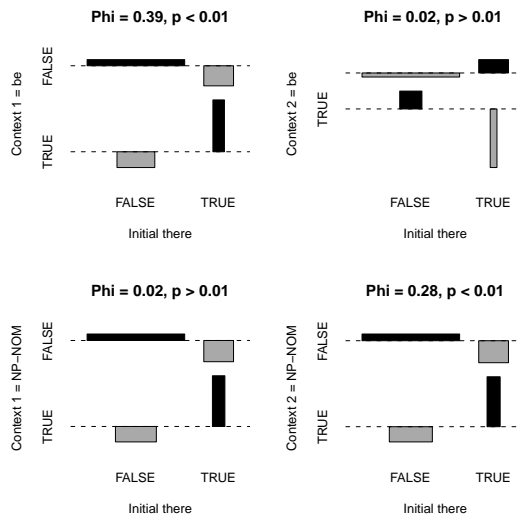 Phi = 0.39, p < 0.01
Context 1 = be
FALSE
TRUE
FALSE TRUE
Initial there
Phi = 0.02, p > 0.01
Context 2 = be
TRUE
FALSE TRUE
Initial there
Phi = 0.02, p > 0.01
Context 1 = NP−NOM
FALSE
TRUE
FALSE TRUE
Initial there
Phi = 0.28, p < 0.01
Context 2 = NP−NOM
FALSE
TRUE
FALSE TRUE
Initial there